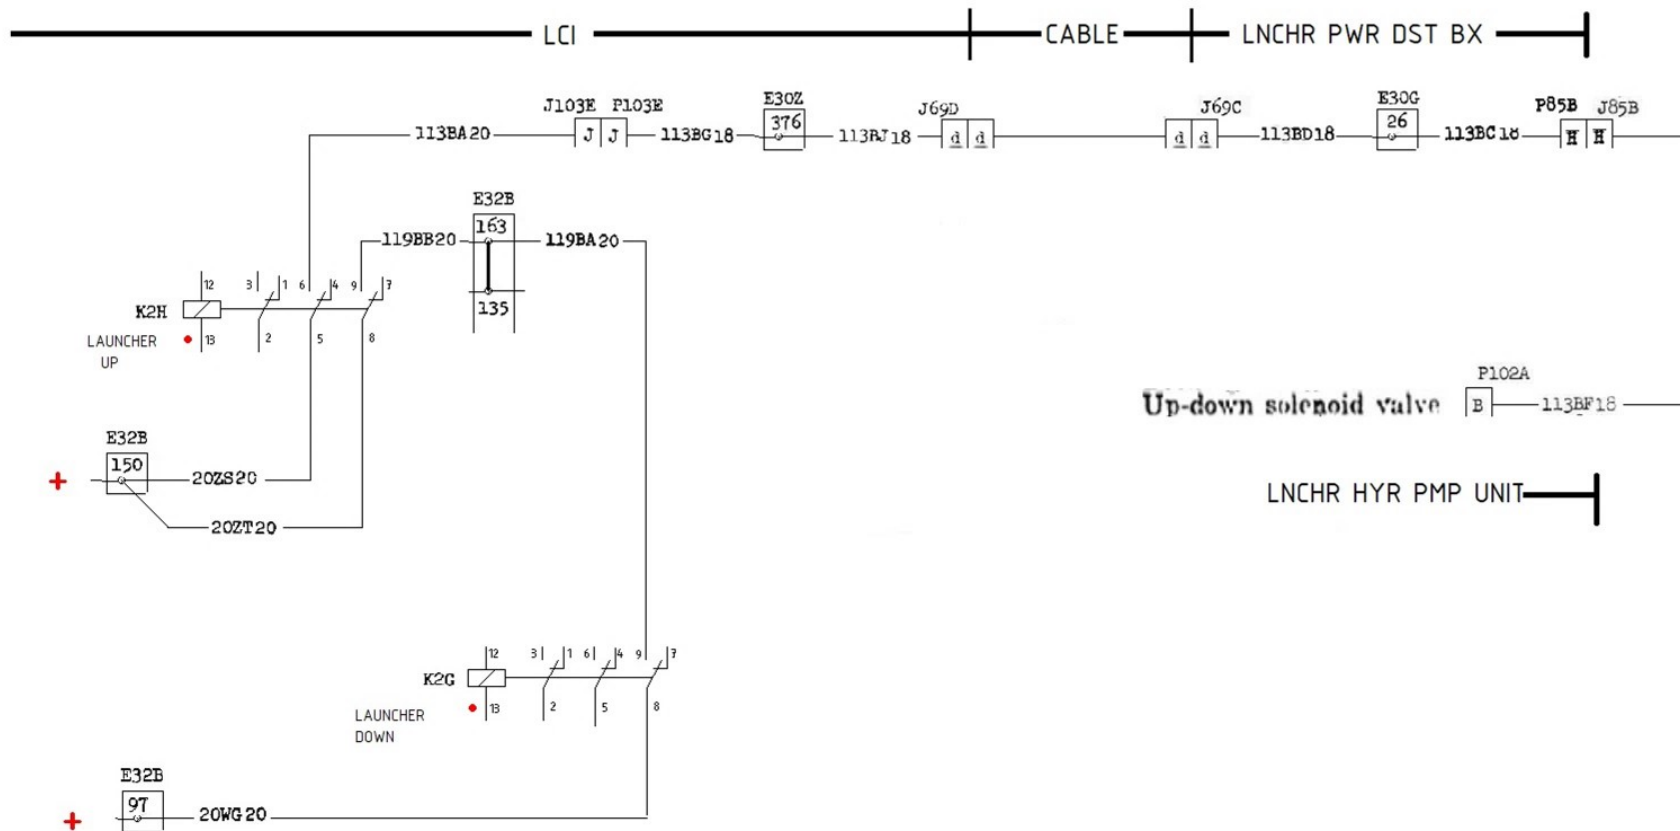 LCI CABLE LNCHR PWR DST BX
J103E P103E E30Z J69D J69C E30G P85B J85B
113BA20 J J 113BG18 376 113BJ18 d d d d 113BD18 26 113BC18 H H
E32B
163
119BB20 119BA20
12 3 1 6 4 9 7
K2H
135
13 2 5 8
LAUNCHER
UP
P102A
Up-down solenoid valve B 113BF18
E32B
150
+ 20ZS20
LNCHR HYR PMP UNIT
20ZT20
12 3 1 6 4 9 7
K2G
13 2 5 8
LAUNCHER
DOWN
E32B
97
+ 20WG20